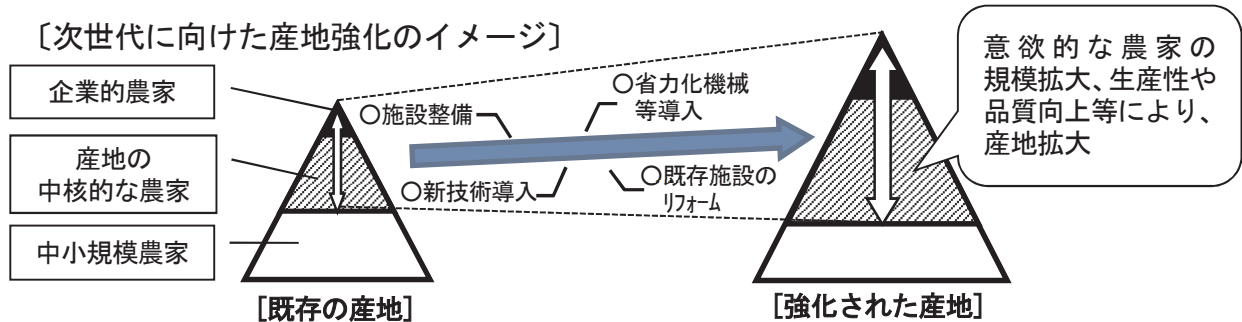 〔次世代に向けた産地強化のイメージ〕
企業的農家
産地の
中核的な農家
中小規模農家
○施設整備
○省力化機械
等導入
○新技術導入
○既存施設の
ﾘﾌｫｰﾑ
意欲的な農家の
規模拡大、生産性や
品質向上等により、
産地拡大
[既存の産地]
[強化された産地]